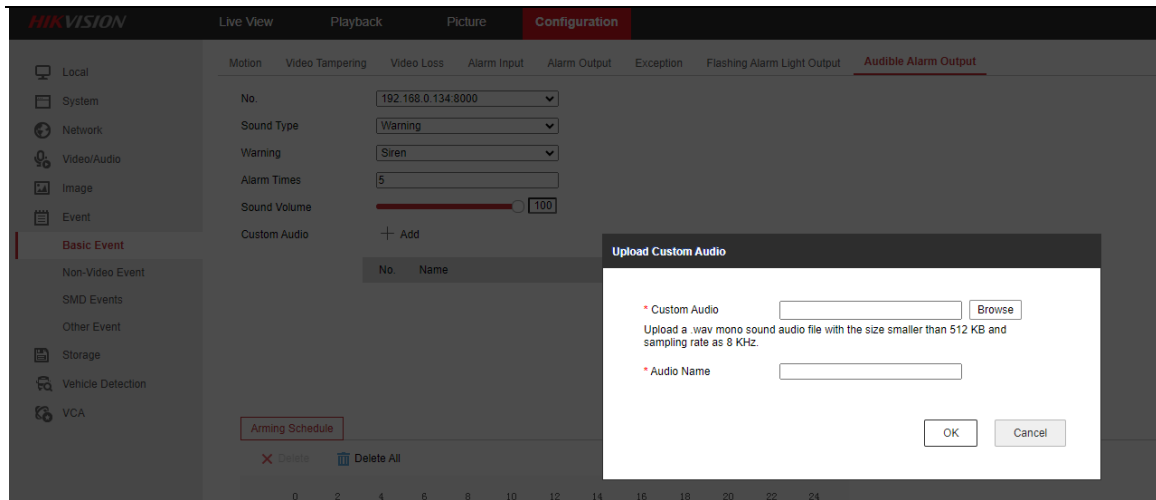 HIKVISION
Live View Playback Picture Configuration
Local
System
Network
Video/Audio
Image
Event
Basic Event
Non-Video Event
SMD Events
Other Event
Storage
Vehicle Detection
VCA
Motion Video Tampering Video Loss Alarm Input Alarm Output Exception Flashing Alarm Light Output Audible Alarm Output
No. 192.168.0.134:8000
Sound Type Warning
Warning Siren
Alarm Times 5
Sound Volume 100
Custom Audio Add
No. Name
Upload Custom Audio
* Custom Audio Browse
Upload a .wav mono sound audio file with the size smaller than 512 KB and
sampling rate as 8 KHz.
* Audio Name
OK Cancel
Arming Schedule
Delete Delete All
0 2 4 6 8 10 12 14 16 18 20 22 24